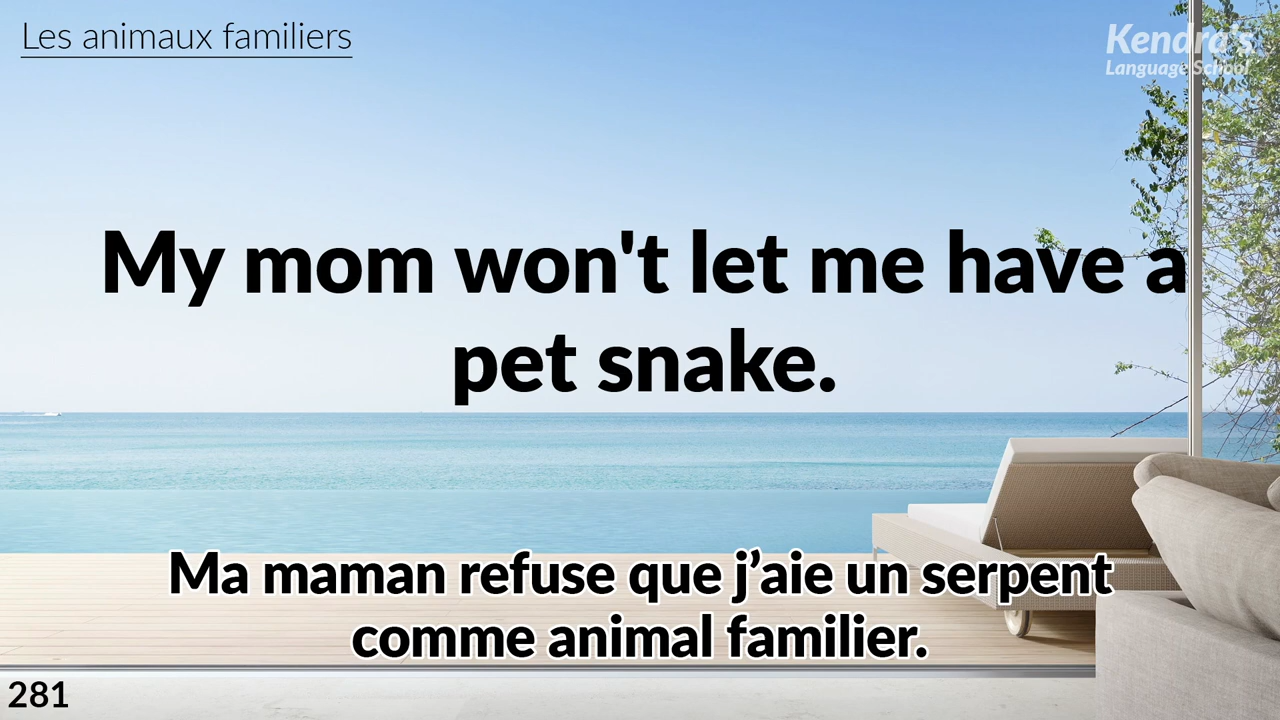 Les animaux familiers
Kendra's
Language School
My mom won't let me have a
pet snake.
Ma maman refuse que j’aie un serpent
comme animal familier.
281